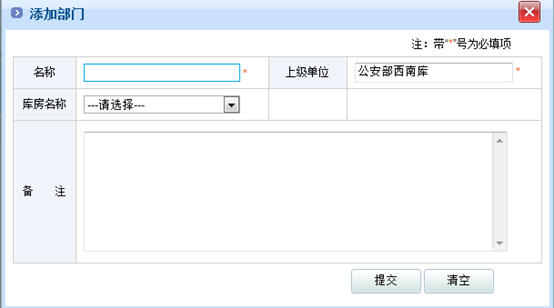 添加部门
注：带"*"号为必填项
名称 * 上级单位 公安部西南库 *
库房名称 ---请选择---
备 注
提交 清空